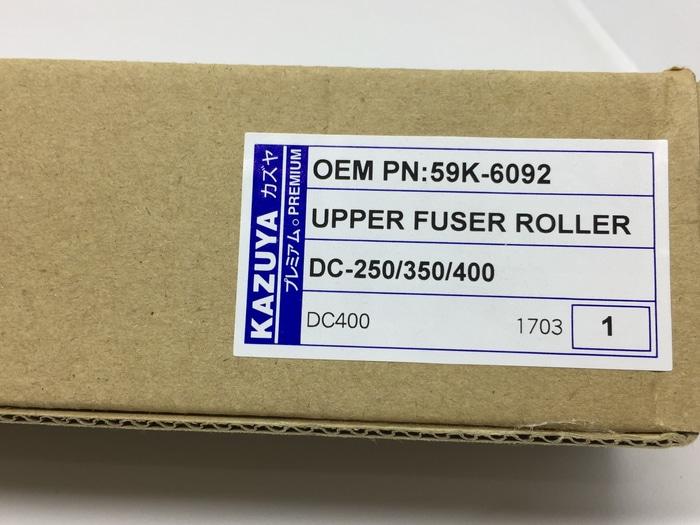 KAZUYA カズヤ
プレミアム。PREMIUM
OEM PN:59K-6092
UPPER FUSER ROLLER
DC-250/350/400
DC400 1703 1